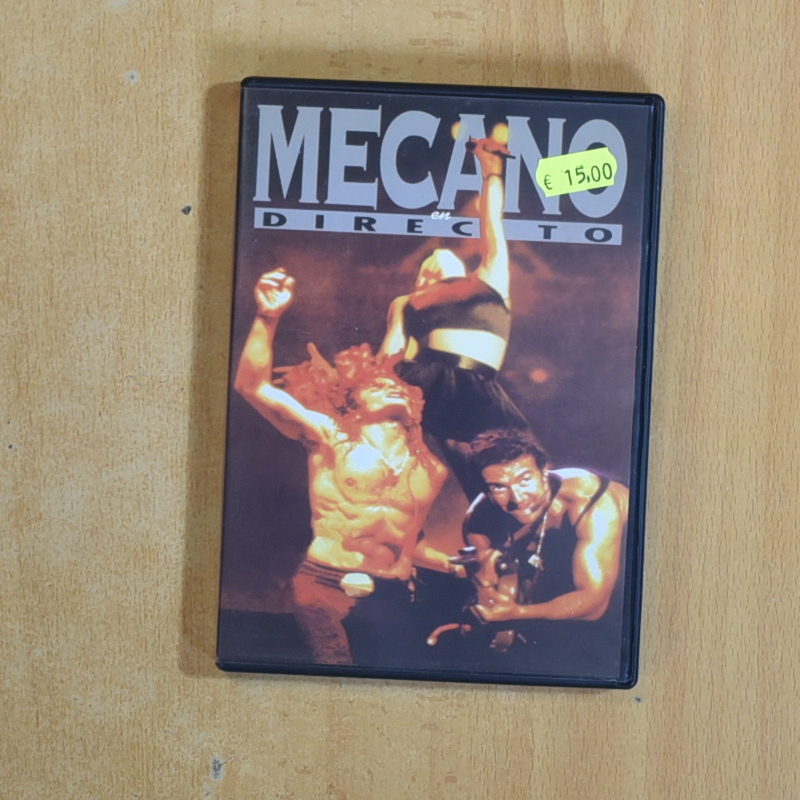 MECANO
€ 15,00
en
DIRECTO